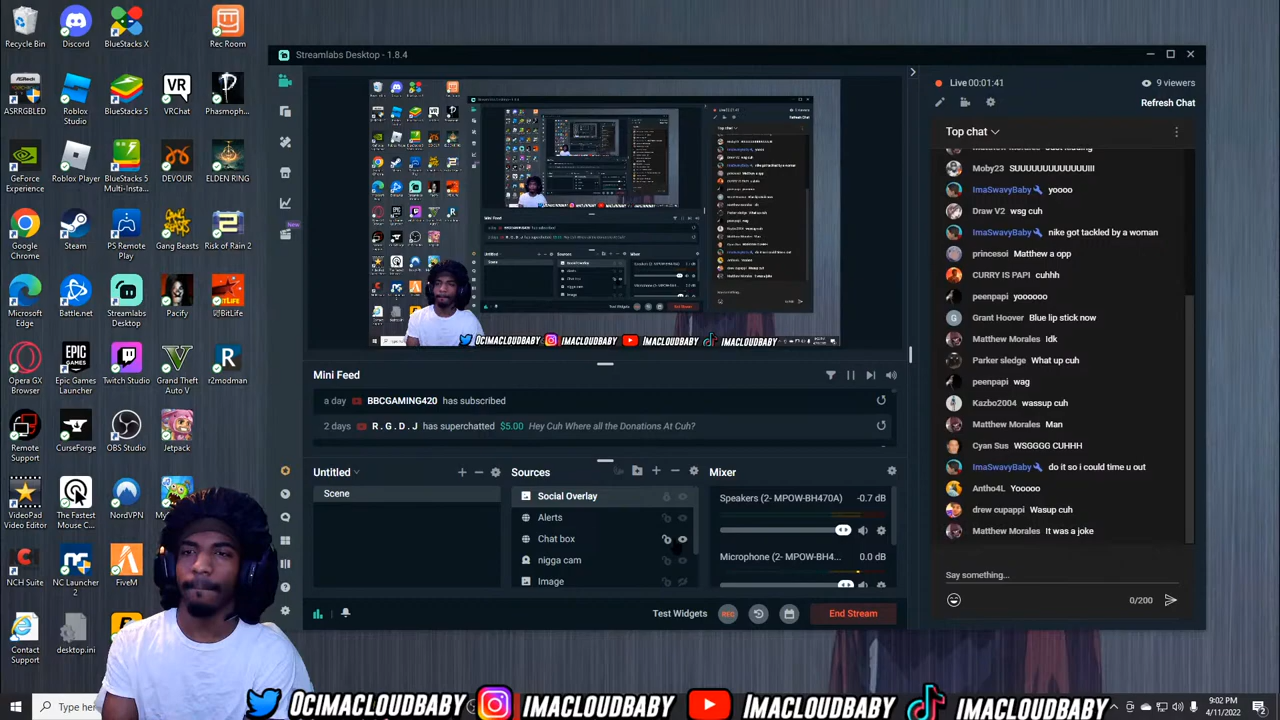 Recycle Bin
Discord
BlueStacks X
Rec Room
ASRGBLED
Roblox Studio
BlueStacks 5
VRChat
Phasmoph...
GeForce Experience
Roblox Player
BlueStacks 5 Multi-Insta...
DEVOUR
ELDEN RING
Google Chrome
Steam
PS Remote Play
Gang Beasts
Risk of Rain 2
Microsoft Edge
Battle.net
Streamlabs Desktop
Pacify
BitLife
Opera GX Browser
Epic Games Launcher
Twitch Studio
Grand Theft Auto V
r2modman
Remote Support
CurseForge
OBS Studio
Jetpack
VideoPad Video Editor
The Fastest Mouse C...
NordVPN
NCH Suite
NC Launcher 2
FiveM
Contact Support
desktop.ini
Type here
Streamlabs Desktop - 1.8.4
New
Mini Feed
a day BBCGAMING420 has subscribed
2 days R.G.D.J has superchatted $5.00 Hey Cuh Where all the Donations At Cuh?
Untitled
Scene
Sources
Social Overlay
Alerts
Chat box
nigga cam
Image
Mixer
Speakers (2- MPOW-BH470A) -0.7 dB
Microphone (2- MPOW-BH4... 0.0 dB
Test Widgets REC End Stream
Live 00:01:41 9 viewers
Refresh Chat
Top chat
Moby23 SUUUUUUUUUUUUIII
ImaSwavyBaby yoooo
Draw V2 wsg cuh
ImaSwavyBaby nike got tackled by a woman
princesoi Matthew a opp
CURRY IS PAPI cuhhh
peenpapi yoooooo
Grant Hoover Blue lip stick now
Matthew Morales Idk
Parker sledge What up cuh
peenpapi wag
Kazbo2004 wassup cuh
Matthew Morales Man
Cyan Sus WSGGGG CUHHH
ImaSwavyBaby do it so i could time u out
Antho4L Yooooo
drew cupappi Wasup cuh
Matthew Morales It was a joke
Say something...
0/200
OCIMACLOUDBABY IMACLOUDBABY IMACLOUDBABY IMACLOUDBABY
9:02 PM
4/11/2022